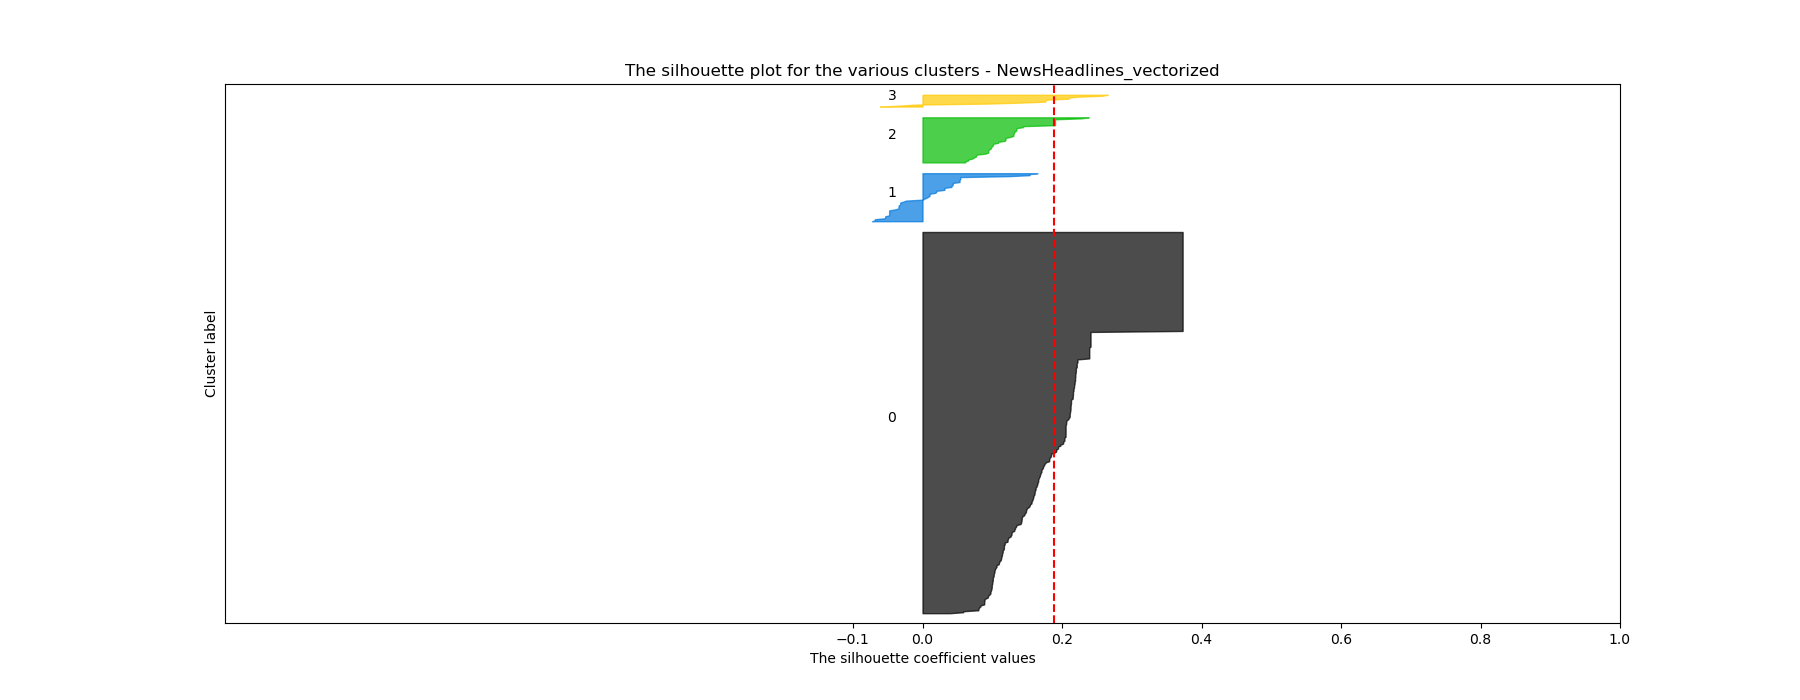 The silhouette plot for the various clusters - NewsHeadlines_vectorized
3
2
1
0
Cluster label
−0.1 0.0 0.2 0.4 0.6 0.8 1.0
The silhouette coefficient values